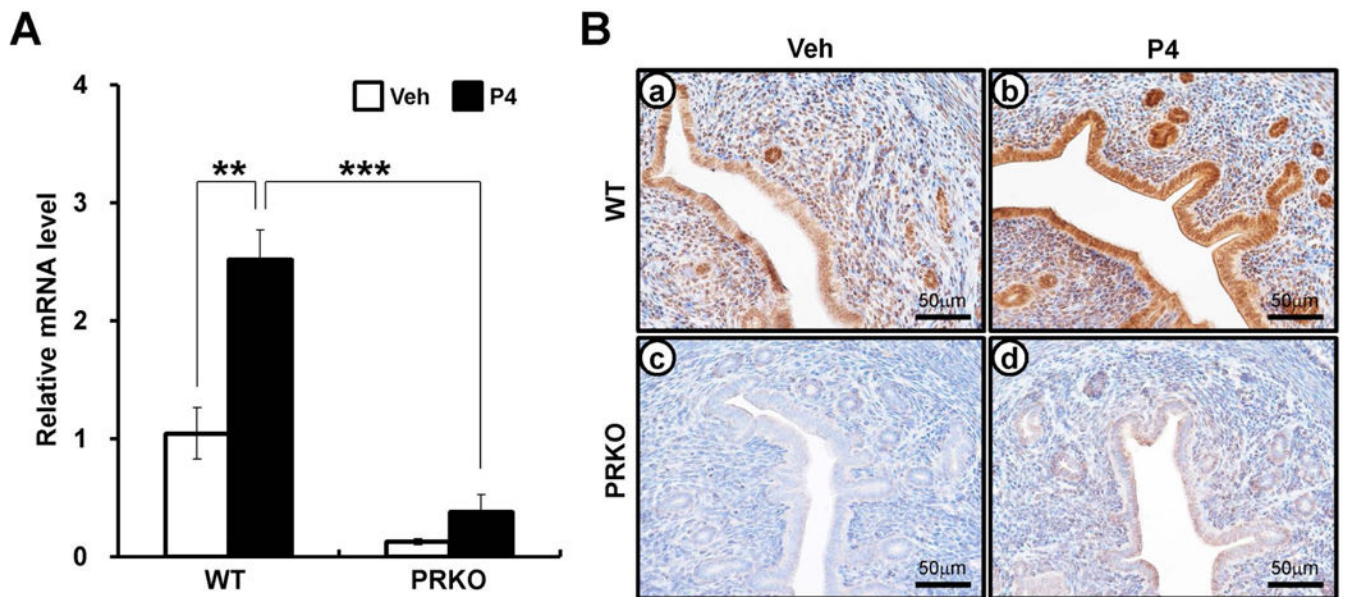 A
Relative mRNA level
4
3
2
1
0
Veh P4
** ***
WT PRKO
B
Veh P4
WT
a
50µm
b
50µm
PRKO
c
50µm
d
50µm